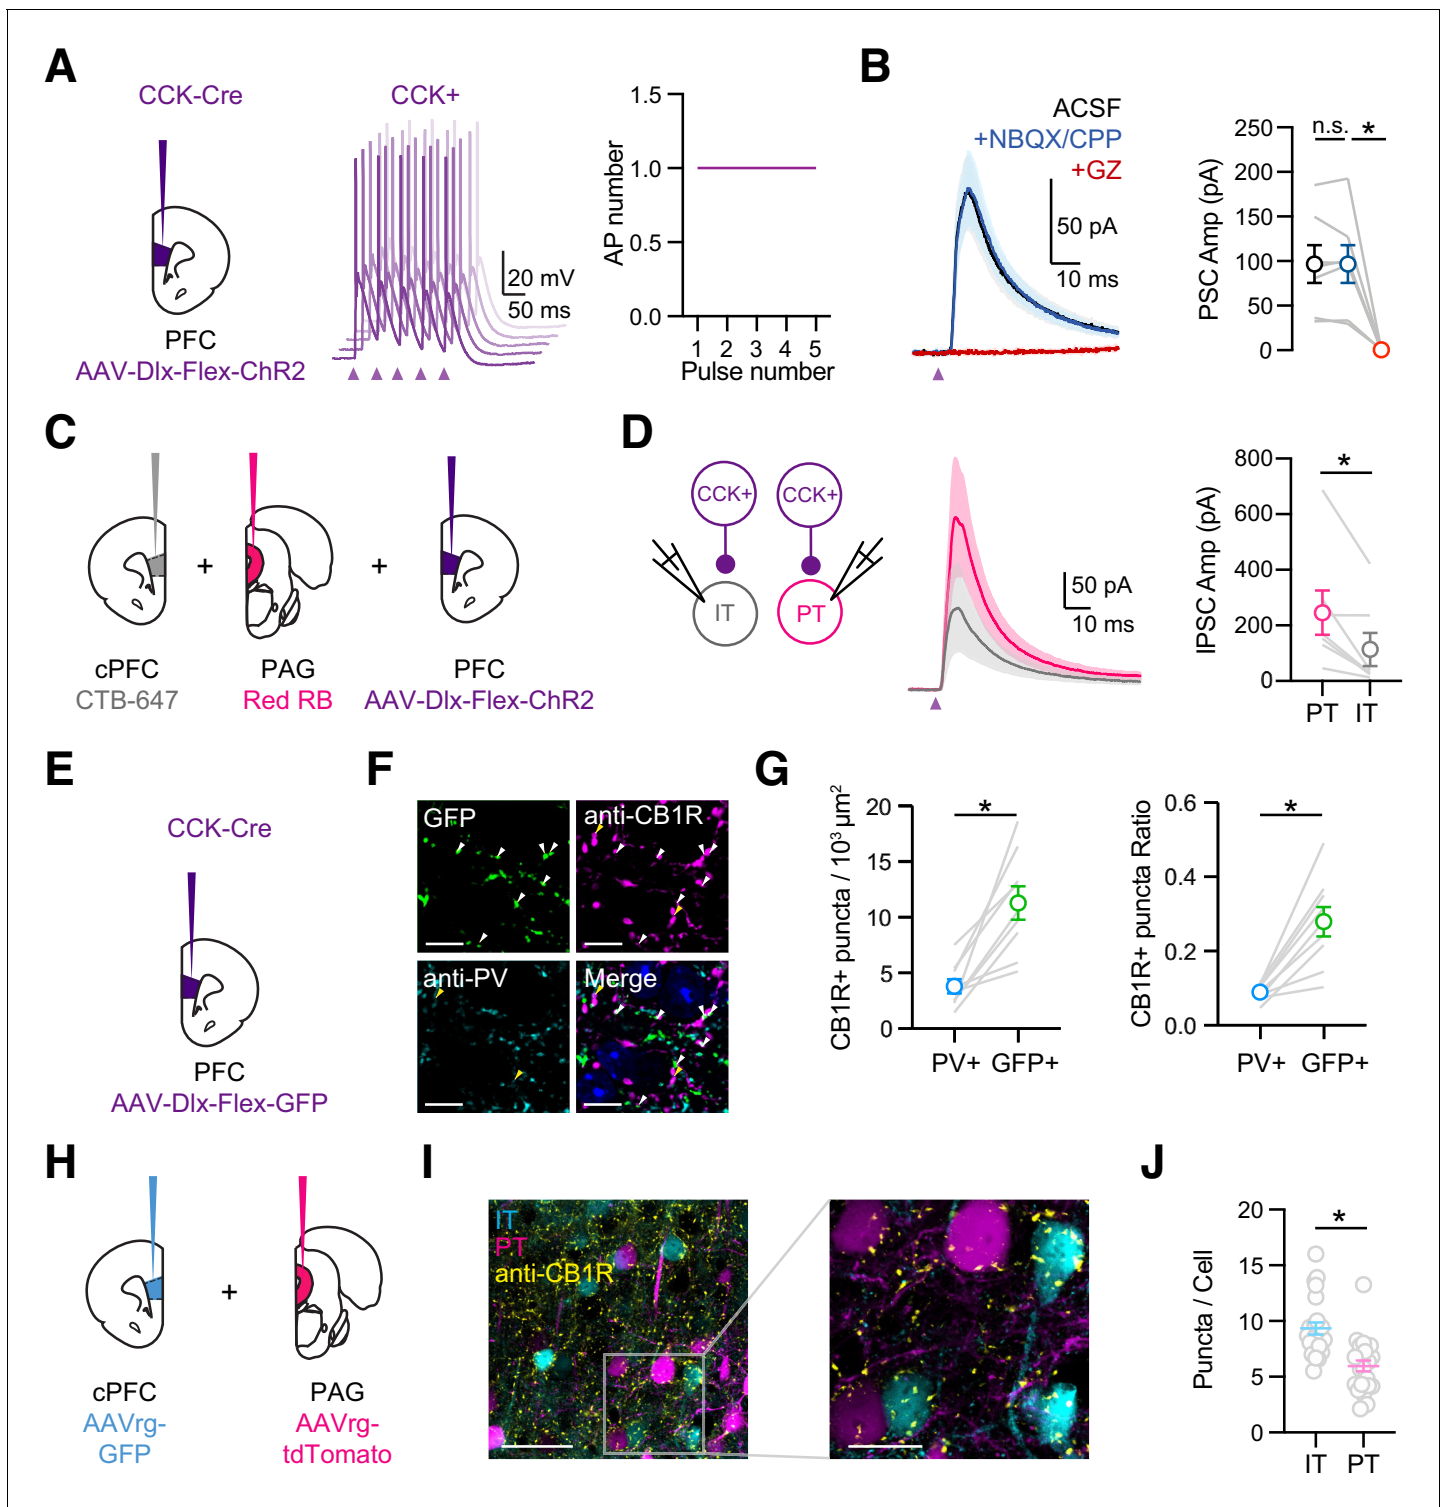 A
CCK-Cre
PFC
AAV-Dlx-Flex-ChR2
CCK+
20 mV
50 ms
AP number
1.5
1.0
0.5
0.0
1 2 3 4 5
Pulse number
B
ACSF
+NBQX/CPP
+GZ
50 pA
10 ms
PSC Amp (pA)
250
200
150
100
50
0
n.s. *
C
+ +
cPFC
CTB-647
PAG
Red RB
PFC
AAV-Dlx-Flex-ChR2
D
CCK+ CCK+
IT PT
50 pA
10 ms
IPSC Amp (pA)
800
600
400
200
0
*
PT IT
E
CCK-Cre
PFC
AAV-Dlx-Flex-GFP
F
GFP
anti-CB1R
anti-PV
Merge
G
CB1R+ puncta / 10³ µm²
20
15
10
5
0
*
PV+ GFP+
CB1R+ puncta Ratio
0.6
0.4
0.2
0.0
*
PV+ GFP+
H
+
cPFC
AAVrg-
GFP
PAG
AAVrg-
tdTomato
I
IT
PT
anti-CB1R
J
Puncta / Cell
20
15
10
5
0
*
IT PT